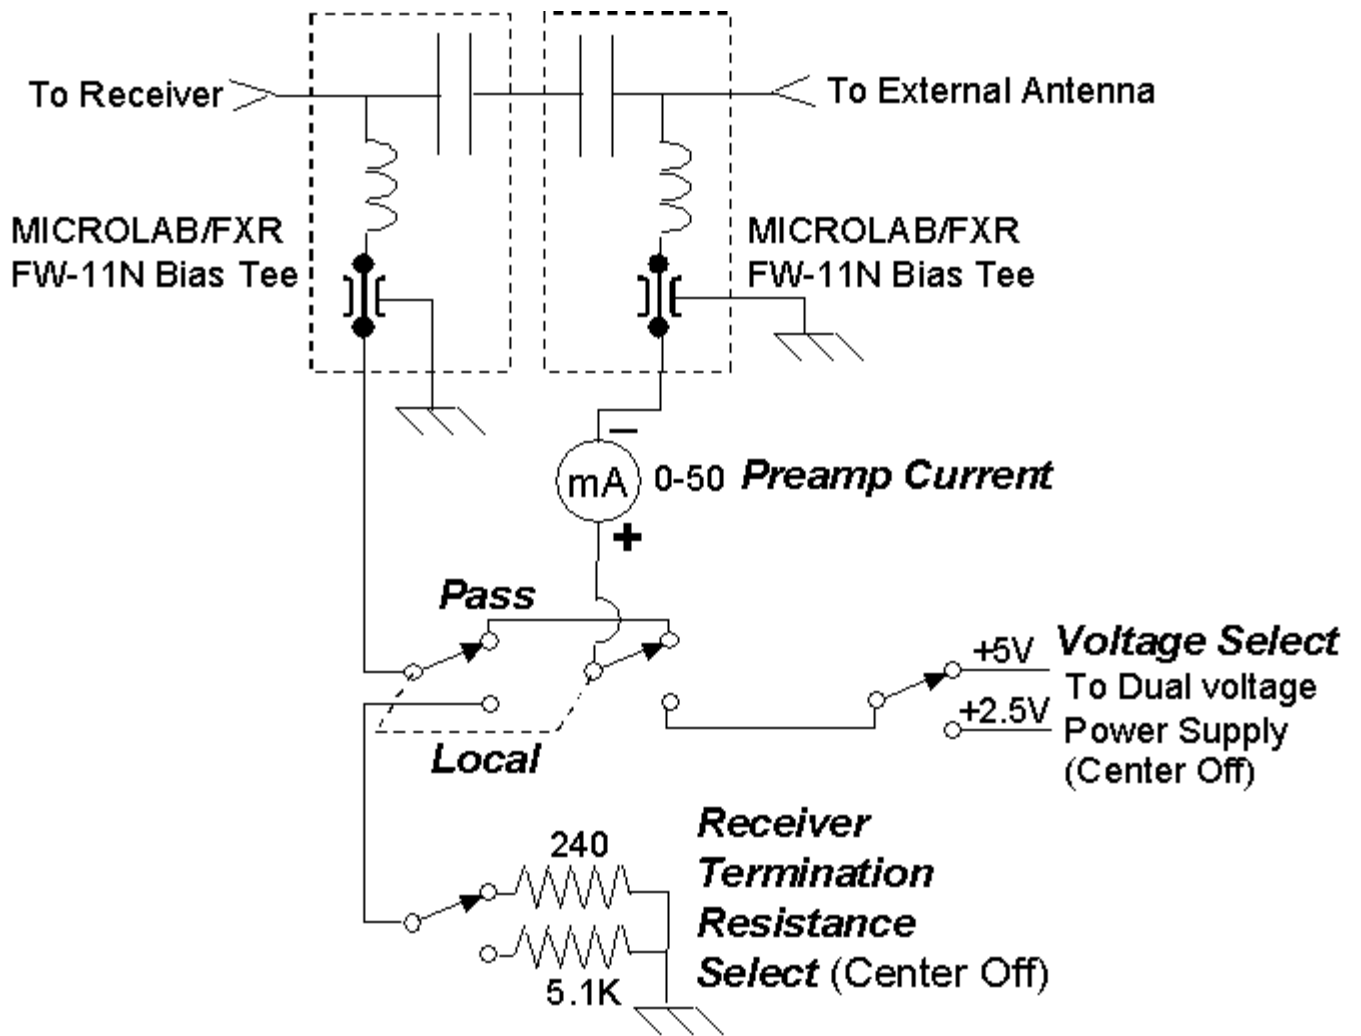 To Receiver
To External Antenna
MICROLAB/FXR
FW-11N Bias Tee
MICROLAB/FXR
FW-11N Bias Tee
−
mA
0-50 Preamp Current
+
Pass
Local
+5V
Voltage Select
To Dual voltage
+2.5V
Power Supply
(Center Off)
240
5.1K
Receiver
Termination
Resistance
Select (Center Off)